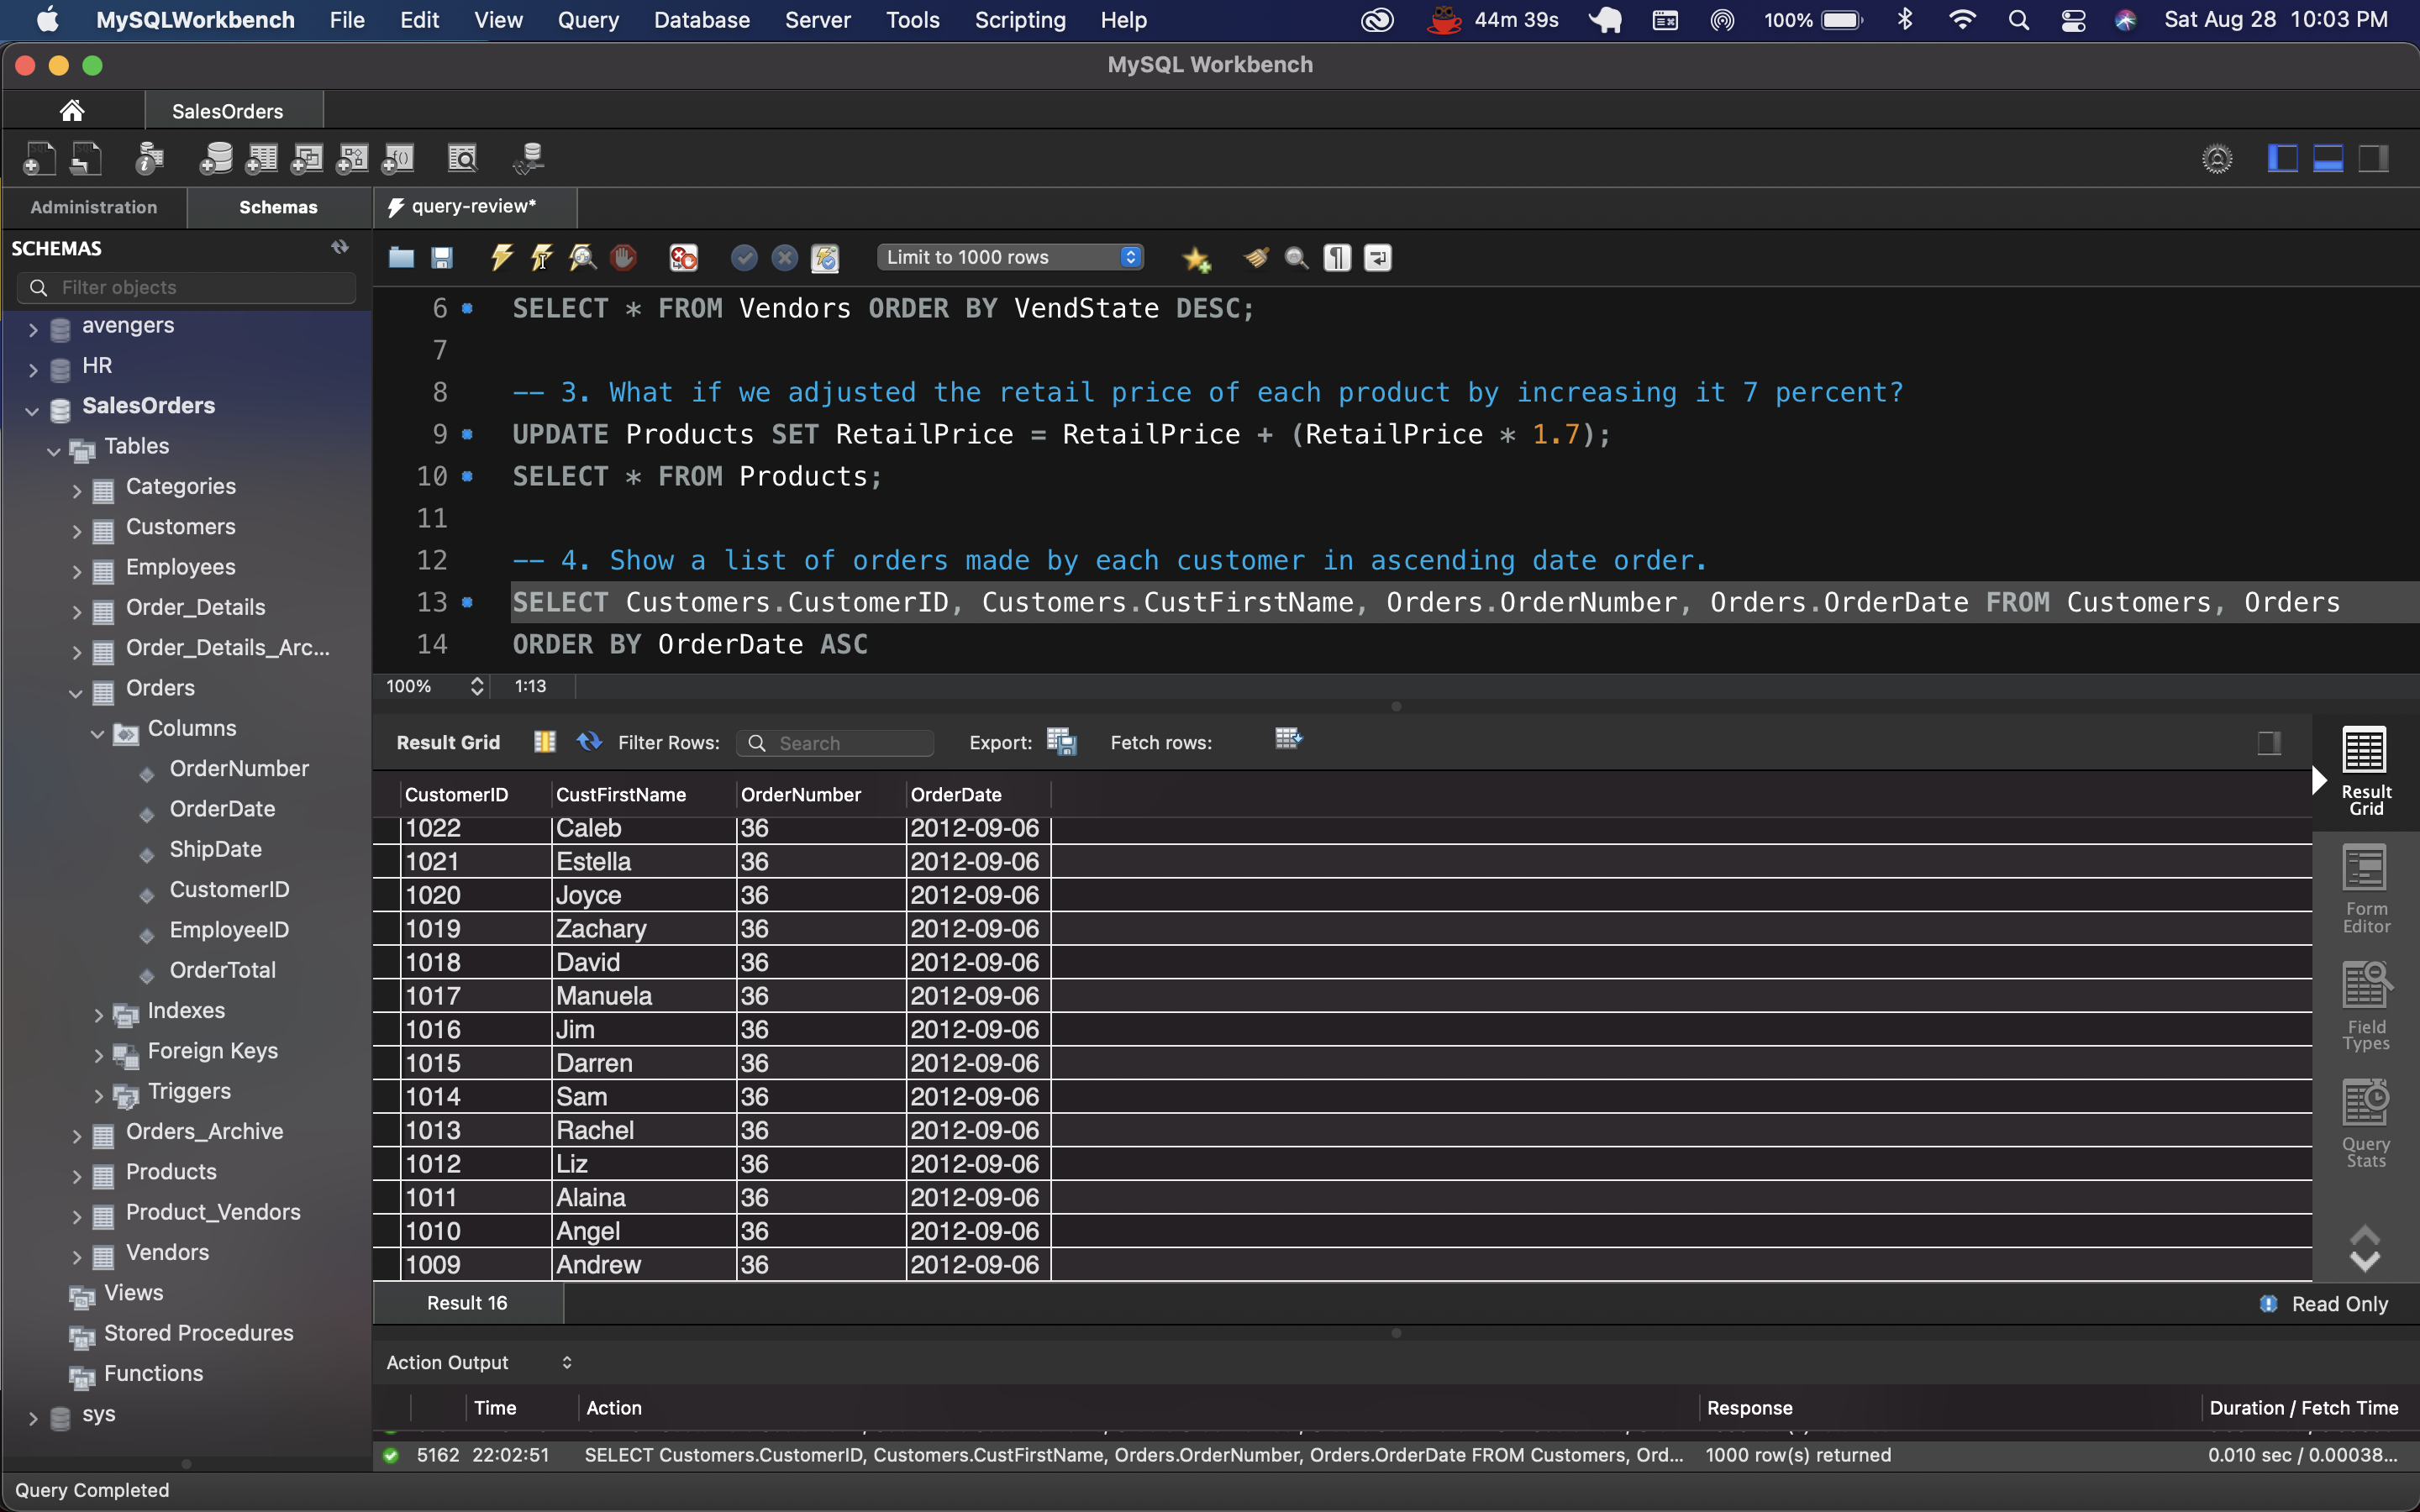 MySQLWorkbench File Edit View Query Database Server Tools Scripting Help 44m 39s 100% Sat Aug 28 10:03 PM
MySQL Workbench
SalesOrders
Administration Schemas query-review*
SCHEMAS
Filter objects
Limit to 1000 rows
avengers
HR
SalesOrders
Tables
Categories
Customers
Employees
Order_Details
Order_Details_Arc...
Orders
Columns
OrderNumber
OrderDate
ShipDate
CustomerID
EmployeeID
OrderTotal
Indexes
Foreign Keys
Triggers
Orders_Archive
Products
Product_Vendors
Vendors
Views
Stored Procedures
Functions
sys
6 SELECT * FROM Vendors ORDER BY VendState DESC;
7
8 -- 3. What if we adjusted the retail price of each product by increasing it 7 percent?
9 UPDATE Products SET RetailPrice = RetailPrice + (RetailPrice * 1.7);
10 SELECT * FROM Products;
11
12 -- 4. Show a list of orders made by each customer in ascending date order.
13 SELECT Customers.CustomerID, Customers.CustFirstName, Orders.OrderNumber, Orders.OrderDate FROM Customers, Orders
14 ORDER BY OrderDate ASC
100% 1:13
Result Grid Filter Rows: Search Export: Fetch rows:
CustomerID CustFirstName OrderNumber OrderDate
1022 Caleb 36 2012-09-06
1021 Estella 36 2012-09-06
1020 Joyce 36 2012-09-06
1019 Zachary 36 2012-09-06
1018 David 36 2012-09-06
1017 Manuela 36 2012-09-06
1016 Jim 36 2012-09-06
1015 Darren 36 2012-09-06
1014 Sam 36 2012-09-06
1013 Rachel 36 2012-09-06
1012 Liz 36 2012-09-06
1011 Alaina 36 2012-09-06
1010 Angel 36 2012-09-06
1009 Andrew 36 2012-09-06
Result
Grid
Form
Editor
Field
Types
Query
Stats
Result 16 Read Only
Action Output
Time Action Response Duration / Fetch Time
5162 22:02:51 SELECT Customers.CustomerID, Customers.CustFirstName, Orders.OrderNumber, Orders.OrderDate FROM Customers, Ord... 1000 row(s) returned 0.010 sec / 0.00038...
Query Completed